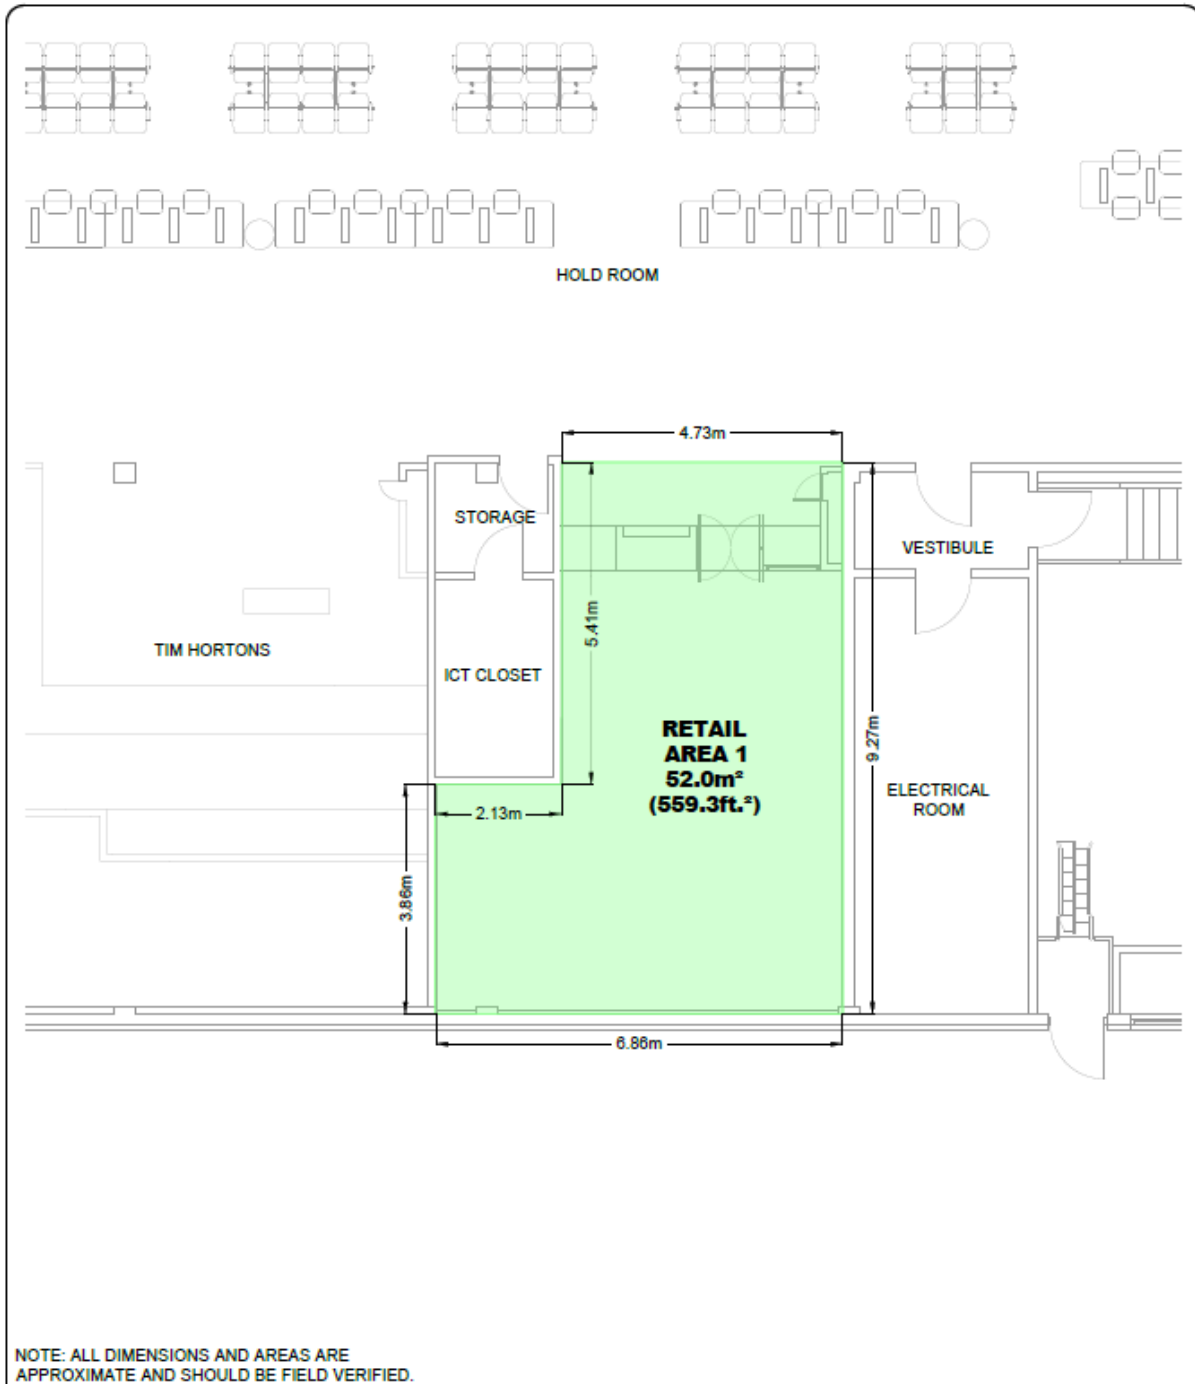 HOLD ROOM
4.73m
STORAGE
VESTIBULE
5.41m
TIM HORTONS
ICT CLOSET
RETAIL
AREA 1
52.0m²
(559.3ft.²)
9.27m
ELECTRICAL
ROOM
2.13m
3.86m
6.86m
NOTE: ALL DIMENSIONS AND AREAS ARE
APPROXIMATE AND SHOULD BE FIELD VERIFIED.